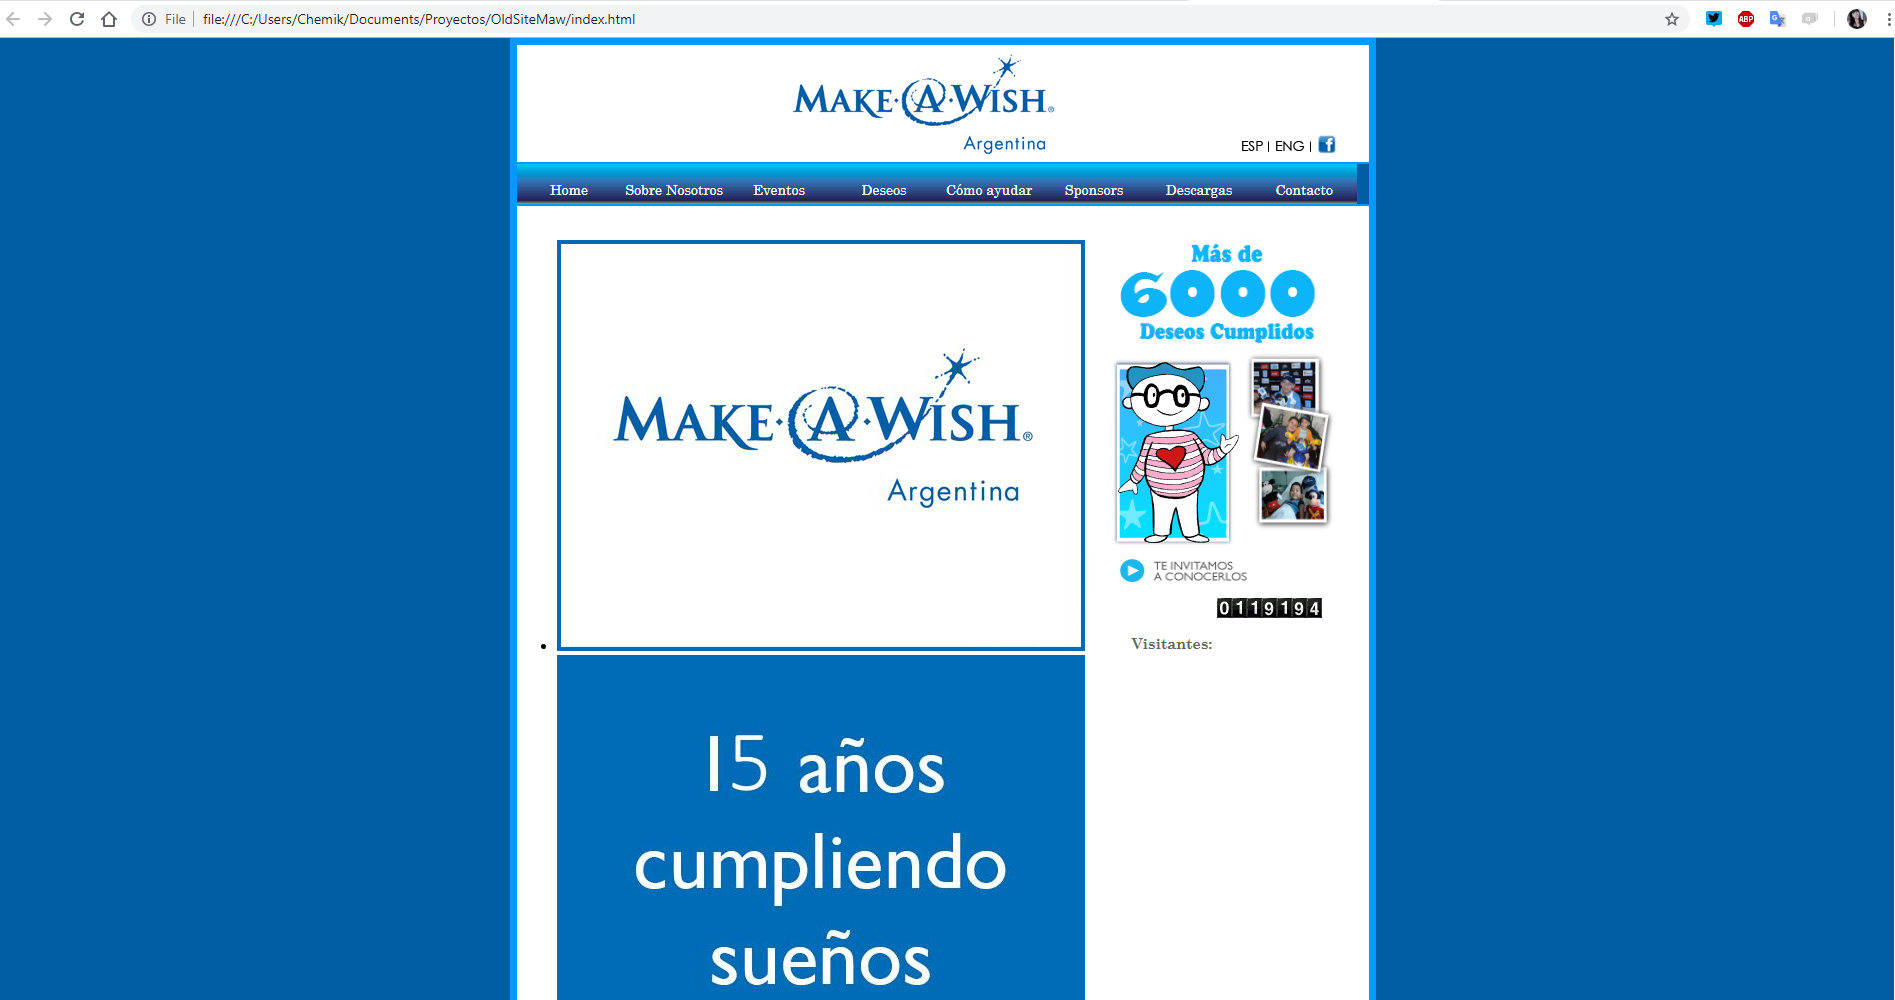 File
file:///C:/Users/Chemik/Documents/Proyectos/OldSiteMaw/index.html
ABP
MAKE·A·WISH®
Argentina
ESP | ENG |
Home Sobre Nosotros Eventos Deseos Cómo ayudar Sponsors Descargas Contacto
MAKE·A·WISH®
Argentina
Más de
6000
Deseos Cumplidos
TE INVITAMOS
A CONOCERLOS
0119194
Visitantes:
15 años
cumpliendo
sueños